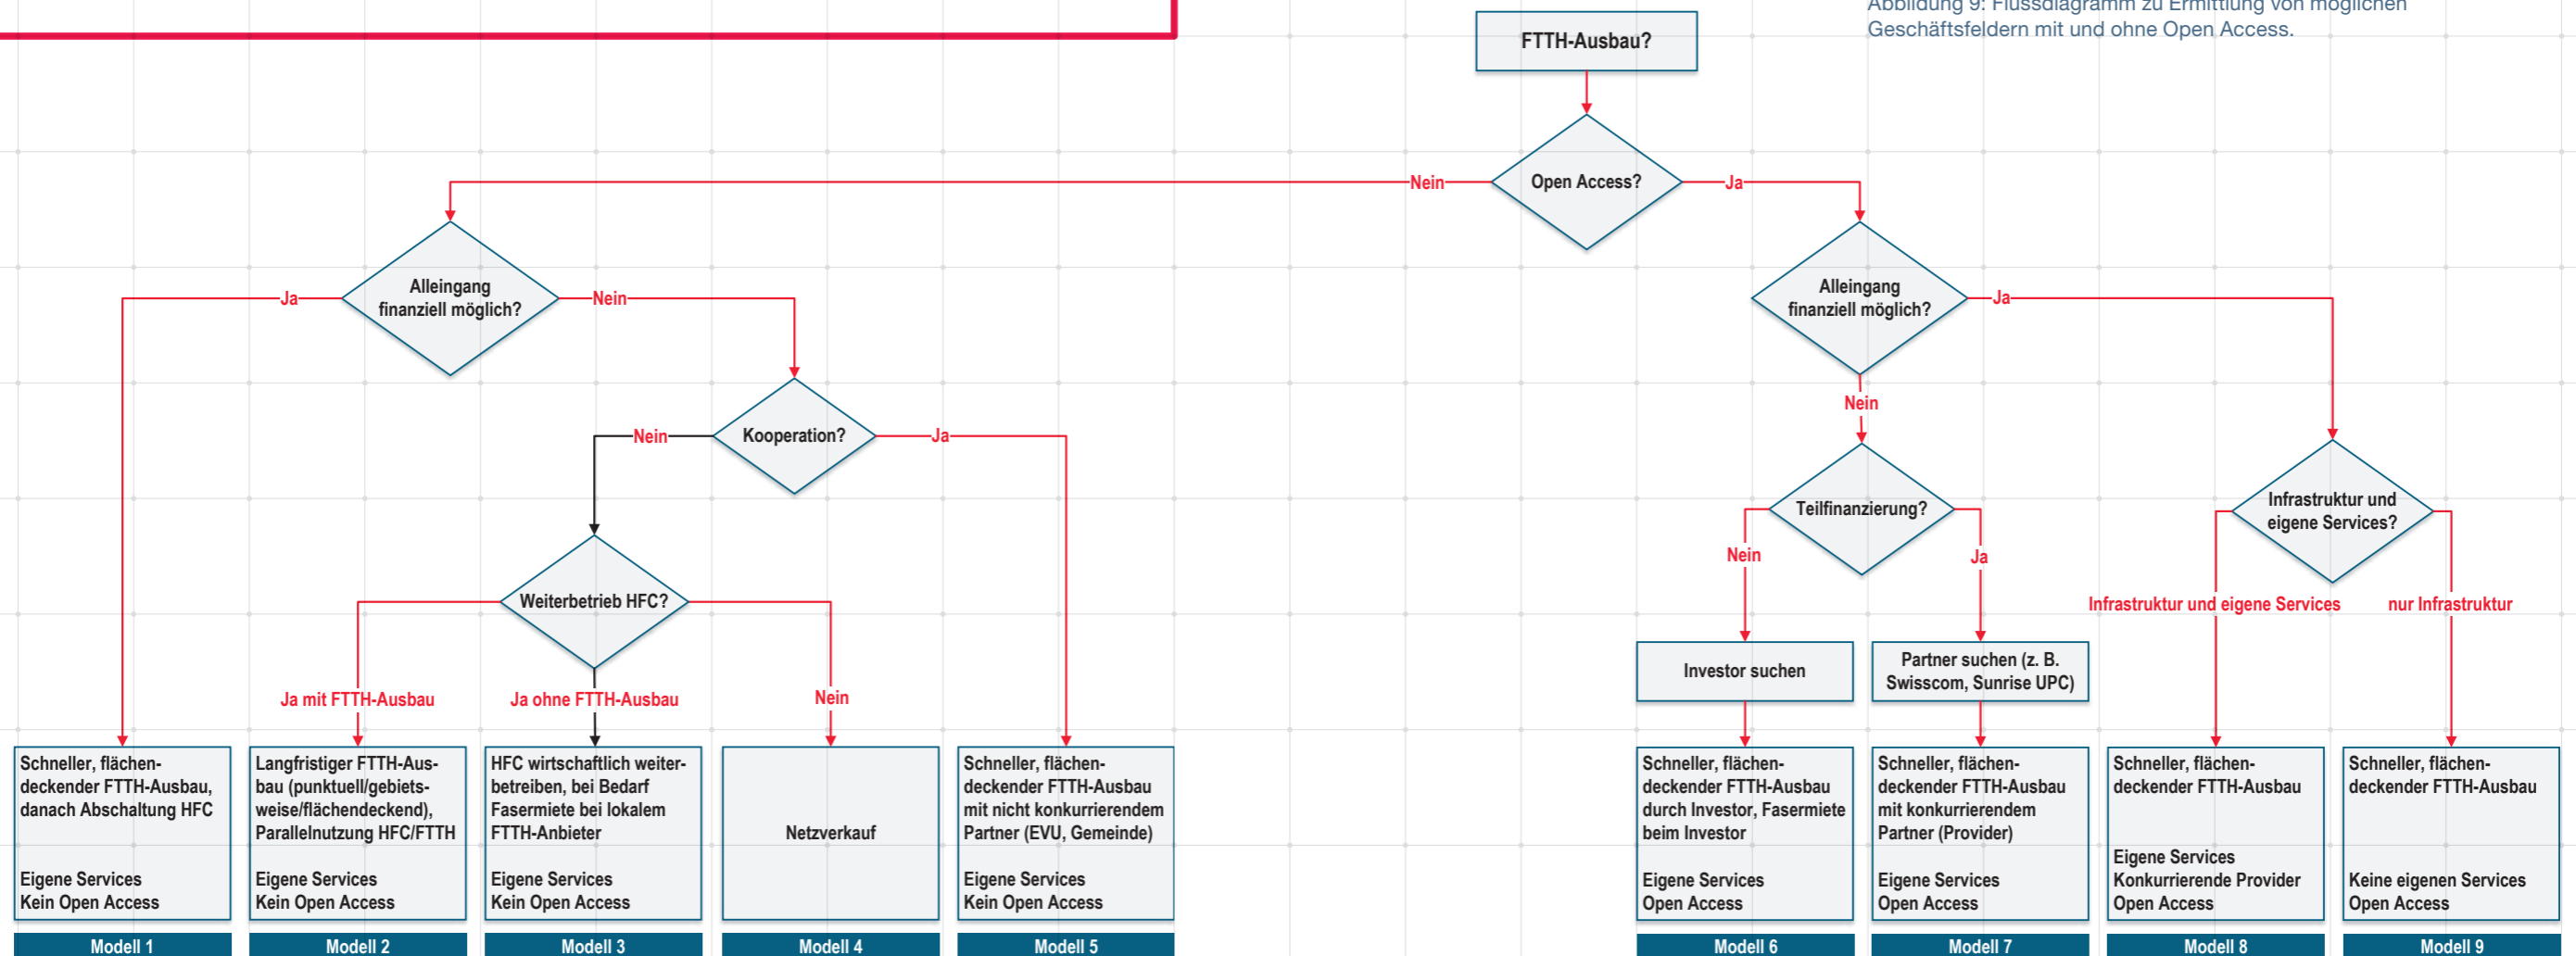 Abbildung 9: Flussdiagramm zu Ermittlung von möglichen
Geschäftsfeldern mit und ohne Open Access.
FTTH-Ausbau?
Open Access?
Nein
Ja
Alleingang
finanziell möglich?
Ja
Nein
Alleingang
finanziell möglich?
Ja
Nein
Kooperation?
Nein
Ja
Teilfinanzierung?
Nein
Ja
Infrastruktur und
eigene Services?
Infrastruktur und eigene Services
nur Infrastruktur
Weiterbetrieb HFC?
Ja mit FTTH-Ausbau
Ja ohne FTTH-Ausbau
Nein
Investor suchen
Partner suchen (z. B.
Swisscom, Sunrise UPC)
Schneller, flächen-
deckender FTTH-Ausbau,
danach Abschaltung HFC
Eigene Services
Kein Open Access
Modell 1
Langfristiger FTTH-Aus-
bau (punktuell/gebiets-
weise/flächendeckend),
Parallelnutzung HFC/FTTH
Eigene Services
Kein Open Access
Modell 2
HFC wirtschaftlich weiter-
betreiben, bei Bedarf
Fasermiete bei lokalem
FTTH-Anbieter
Eigene Services
Kein Open Access
Modell 3
Netzverkauf
Modell 4
Schneller, flächen-
deckender FTTH-Ausbau
mit nicht konkurrierendem
Partner (EVU, Gemeinde)
Eigene Services
Kein Open Access
Modell 5
Schneller, flächen-
deckender FTTH-Ausbau
durch Investor, Fasermiete
beim Investor
Eigene Services
Open Access
Modell 6
Schneller, flächen-
deckender FTTH-Ausbau
mit konkurrierendem
Partner (Provider)
Eigene Services
Open Access
Modell 7
Schneller, flächen-
deckender FTTH-Ausbau
Eigene Services
Konkurrierende Provider
Open Access
Modell 8
Schneller, flächen-
deckender FTTH-Ausbau
Keine eigenen Services
Open Access
Modell 9